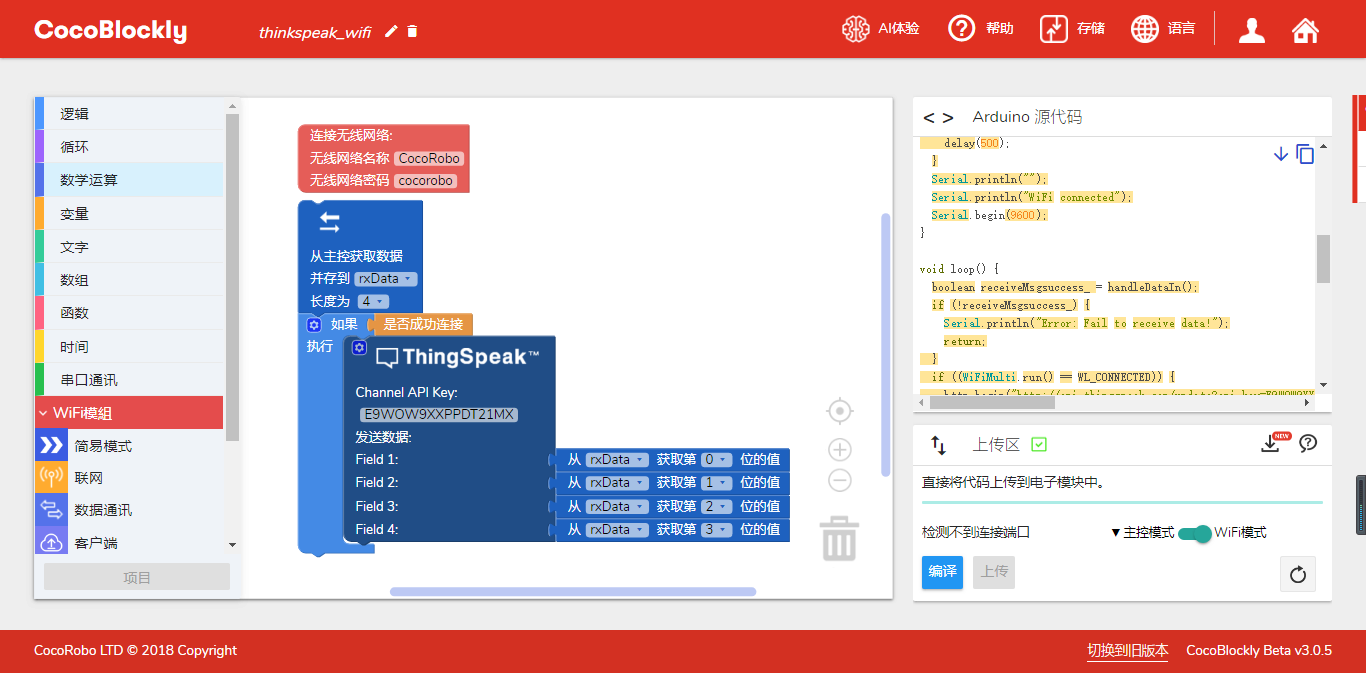 CocoBlockly
thinkspeak_wifi
AI体验
帮助
存储
语言
逻辑
循环
数学运算
变量
文字
数组
函数
时间
串口通讯
WiFi模组
简易模式
联网
数据通讯
客户端
项目
连接无线网络:
无线网络名称 CocoRobo
无线网络密码 cocorobo
从主控获取数据
并存到 rxData
长度为 4
如果 是否成功连接
执行
ThingSpeak™
Channel API Key:
E9WOW9XXPPDT21MX
发送数据:
Field 1: 从 rxData 获取第 0 位的值
Field 2: 从 rxData 获取第 1 位的值
Field 3: 从 rxData 获取第 2 位的值
Field 4: 从 rxData 获取第 3 位的值
< > Arduino 源代码
delay(500);
}
Serial.println("");
Serial.println("WiFi connected");
Serial.begin(9600);
}
void loop() {
boolean receiveMsgsuccess_ = handleDataIn();
if (!receiveMsgsuccess_) {
Serial.println("Error: Fail to receive data!");
return;
}
if ((WiFiMulti.run() == WL_CONNECTED)) {
上传区
NEW
直接将代码上传到电子模块中。
检测不到连接端口
▼主控模式
WiFi模式
编译
上传
CocoRobo LTD © 2018 Copyright
切换到旧版本
CocoBlockly Beta v3.0.5